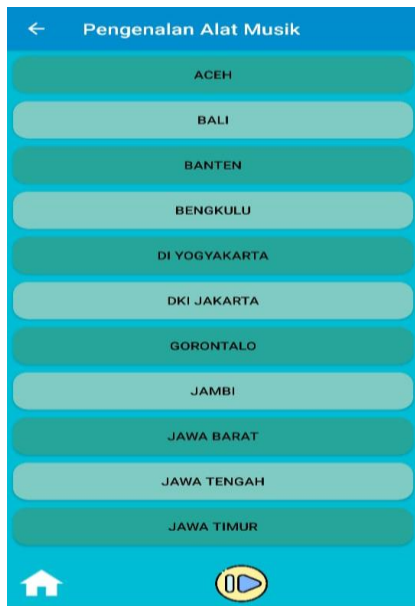 Pengenalan Alat Musik
ACEH
BALI
BANTEN
BENGKULU
DI YOGYAKARTA
DKI JAKARTA
GORONTALO
JAMBI
JAWA BARAT
JAWA TENGAH
JAWA TIMUR